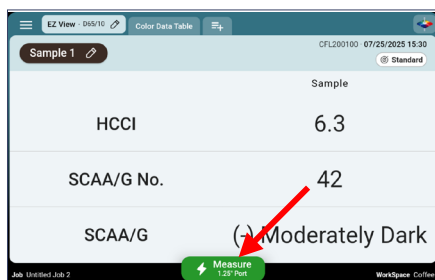 EZ View - D65/10 Color Data Table
Sample 1 CFL200100 · 07/25/2025 15:30
Standard
Sample
HCCI 6.3
SCAA/G No. 42
SCAA/G (-) Moderately Dark
Measure
1.25" Port
Job Untitled Job 2 WorkSpace Coffee